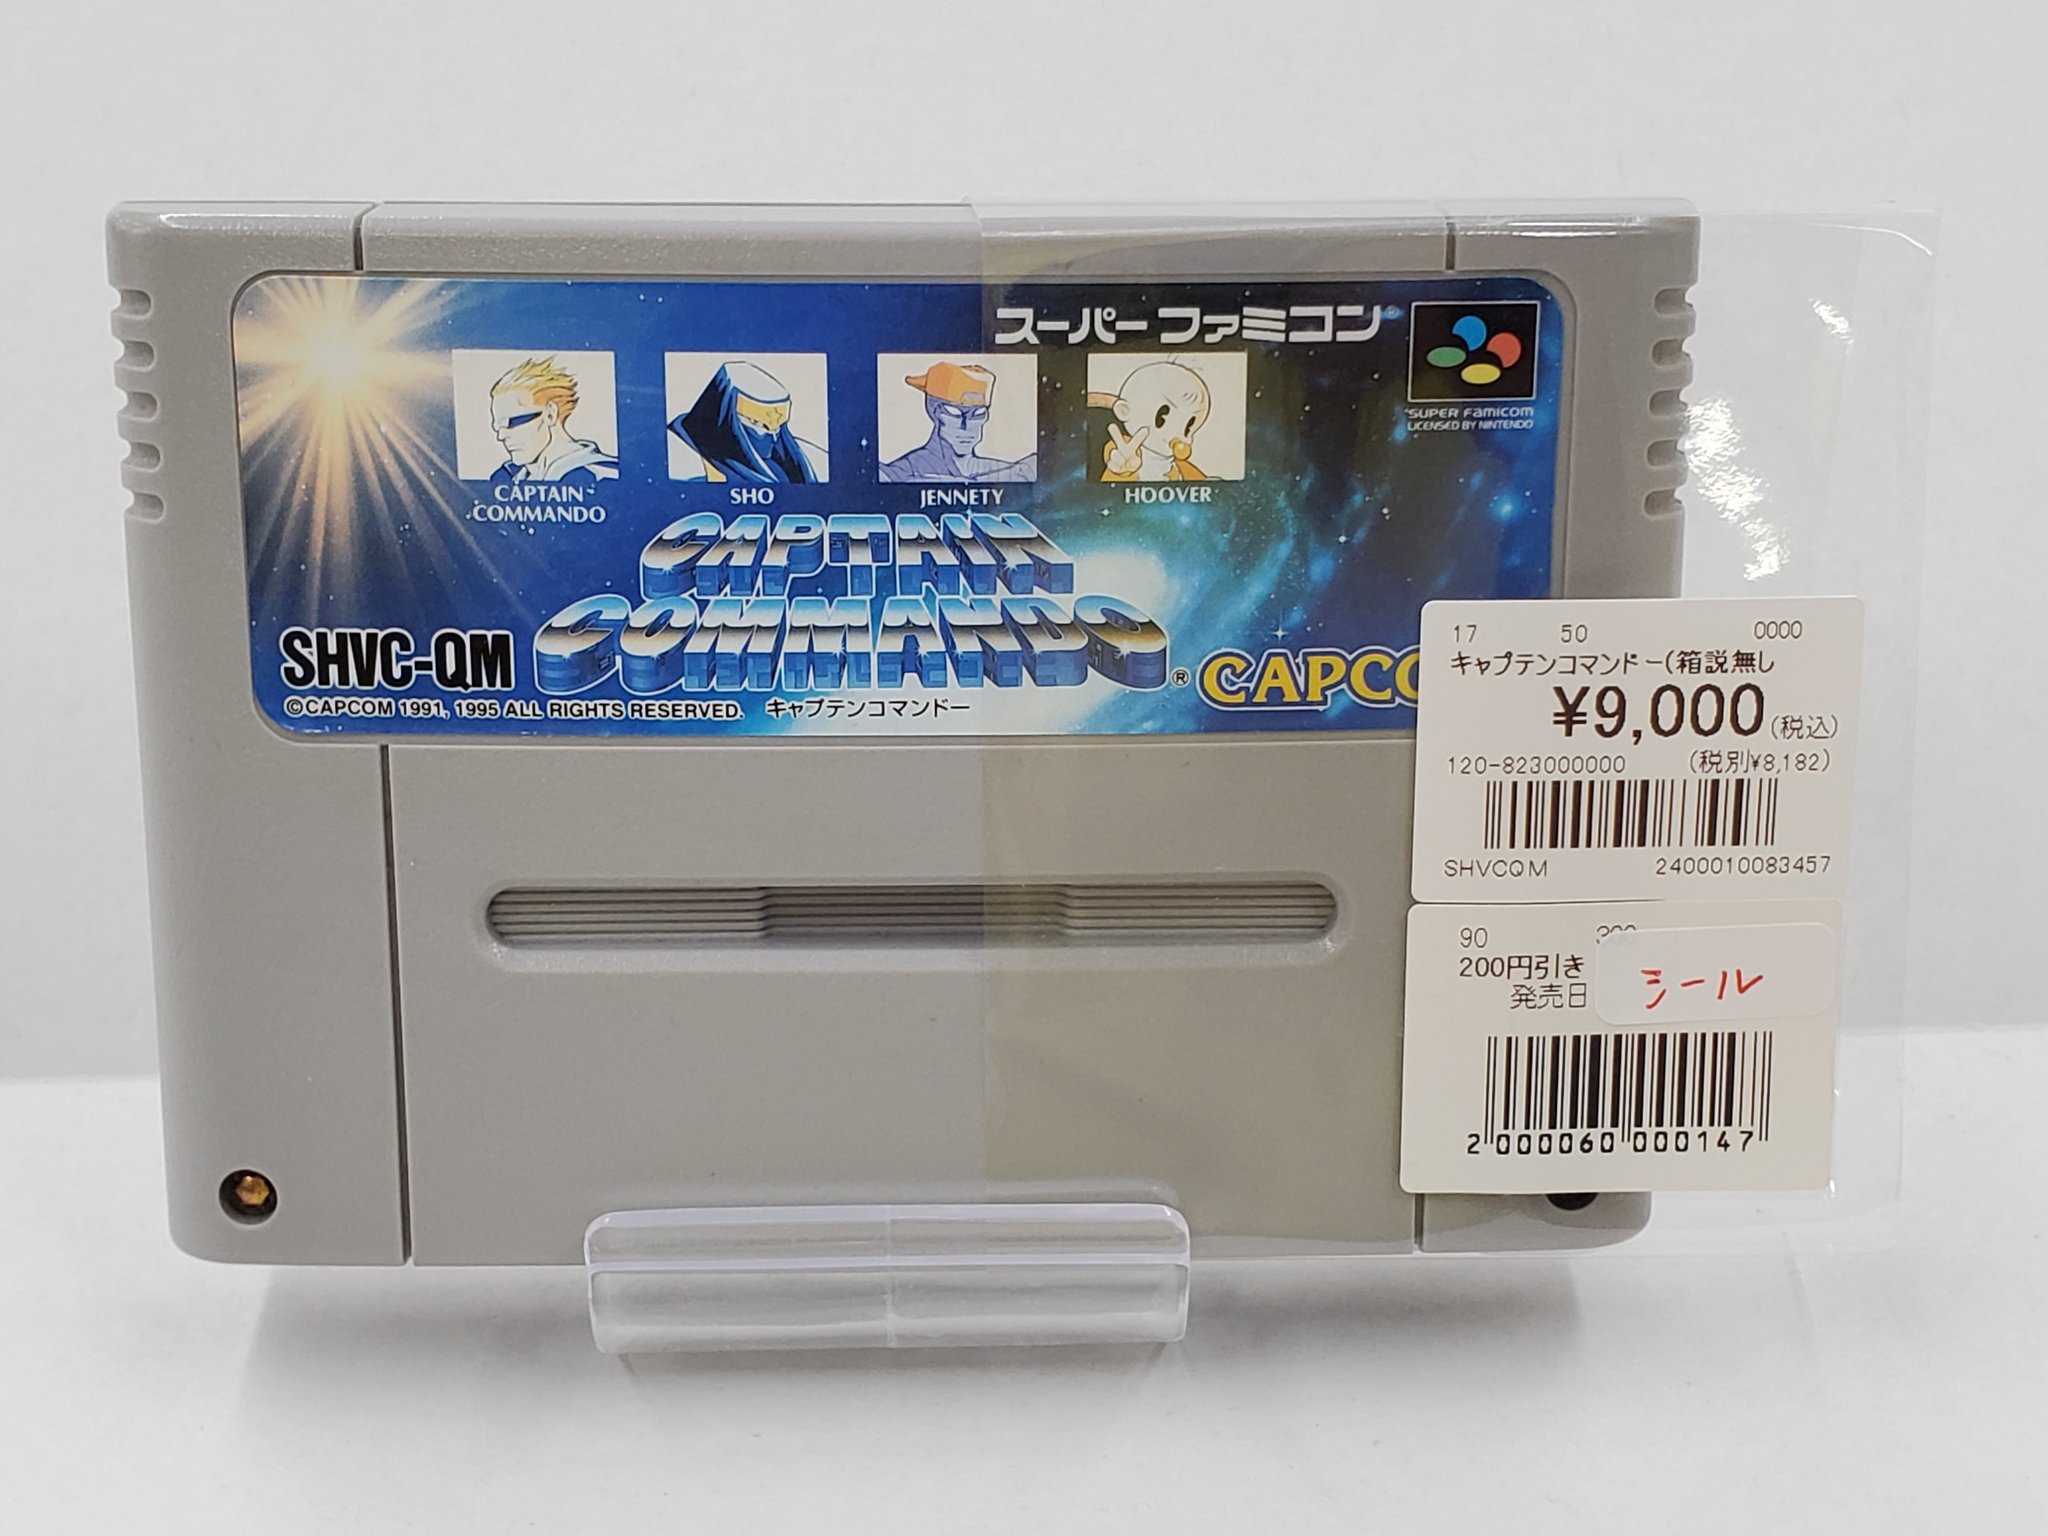 スーパーファミコン®
SUPER FAMICOM
LICENSED BY NINTENDO
CAPTAIN
COMMANDO
SHO
JENNETY
HOOVER
CAPTAIN
COMMANDO®
SHVC-QM
CAPCO
©CAPCOM 1991, 1995 ALL RIGHTS RESERVED. キャプテンコマンドー
17 50 0000
キャプテンコマンドー(箱説無し
¥9,000(税込)
120-823000000 (税別¥8,182)
SHVCQM 2400010083457
90
200円引き
発売日
シール
2 000060 000147